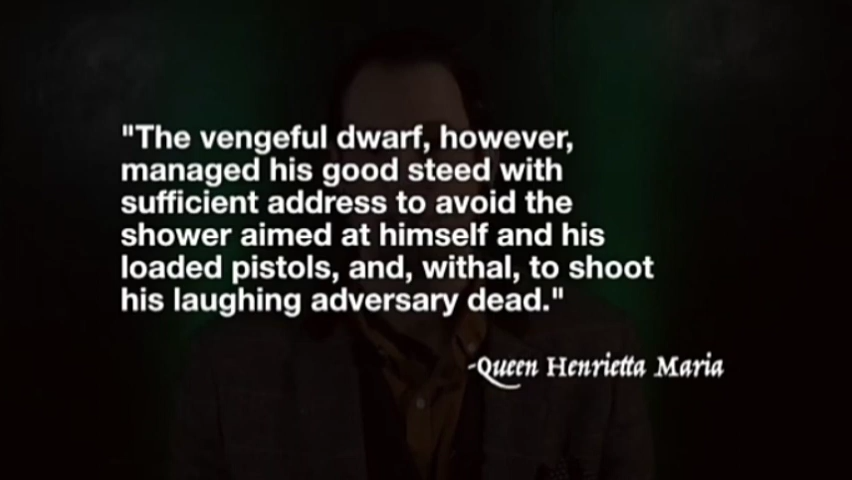 "The vengeful dwarf, however,
managed his good steed with
sufficient address to avoid the
shower aimed at himself and his
loaded pistols, and, withal, to shoot
his laughing adversary dead."
-Queen Henrietta Maria